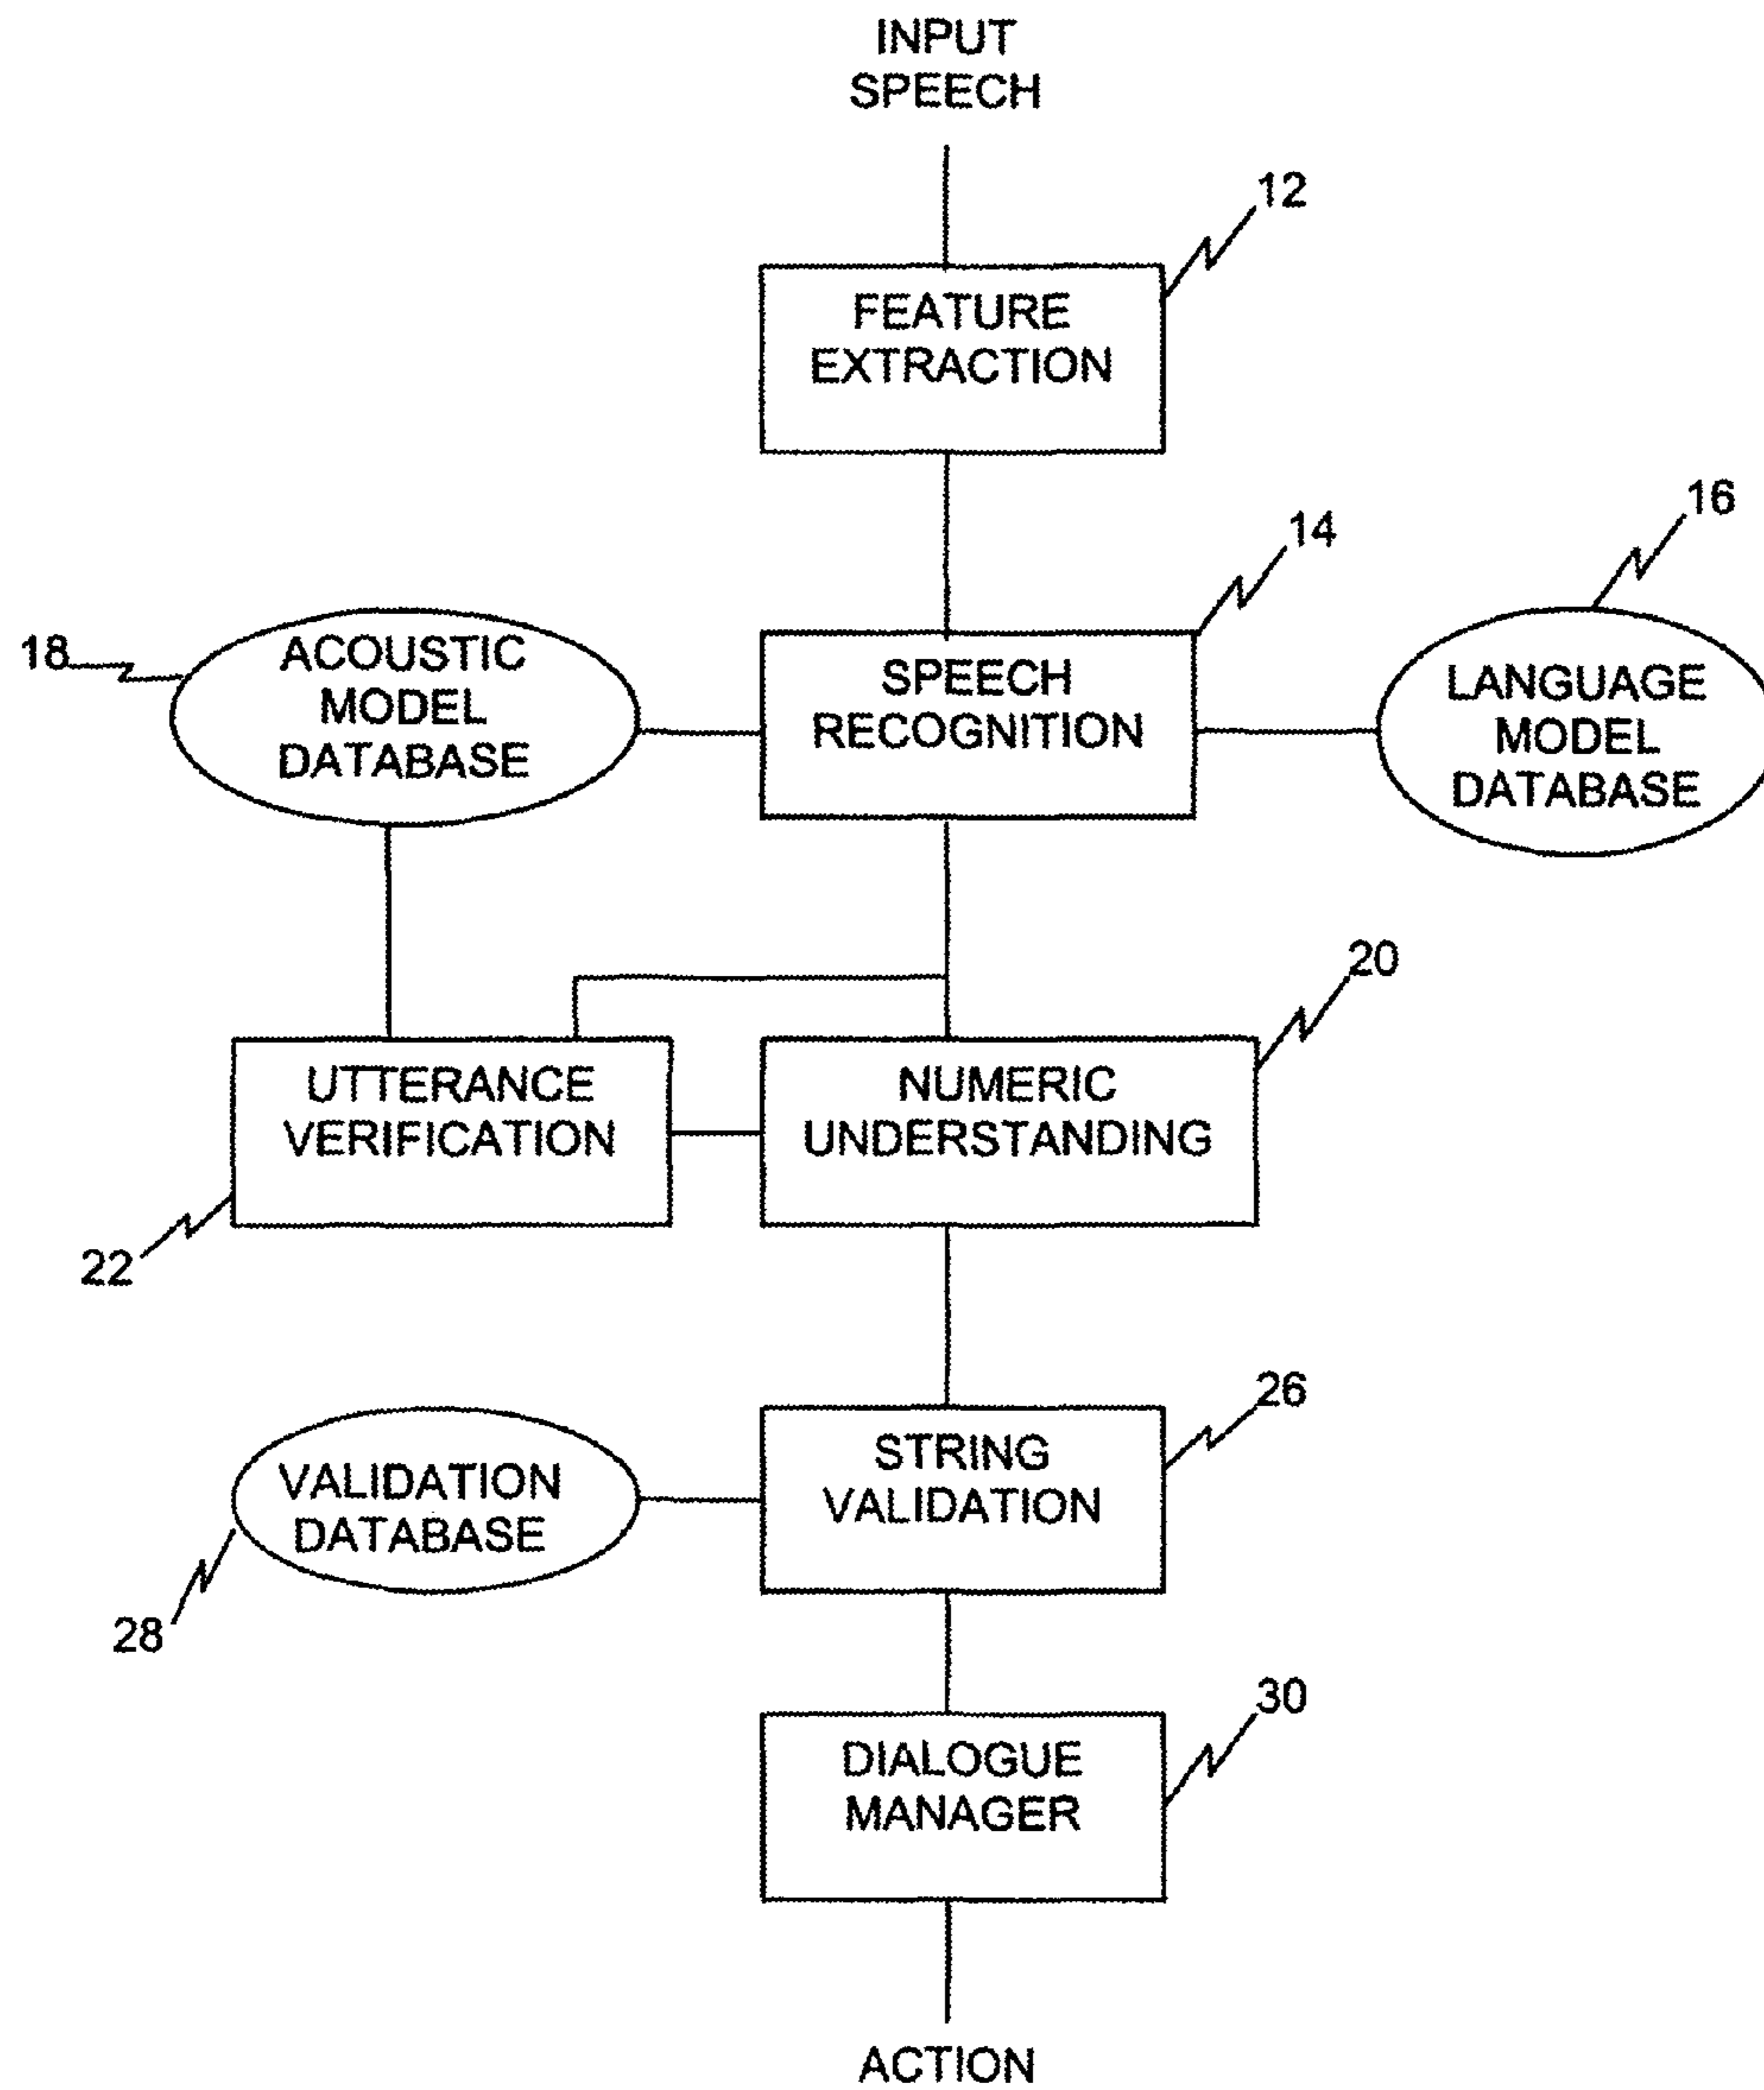 INPUT
SPEECH
12
FEATURE
EXTRACTION
16
14
18
ACOUSTIC
MODEL
DATABASE
SPEECH
RECOGNITION
LANGUAGE
MODEL
DATABASE
20
UTTERANCE
VERIFICATION
NUMERIC
UNDERSTANDING
22
26
VALIDATION
DATABASE
STRING
VALIDATION
28
30
DIALOGUE
MANAGER
ACTION